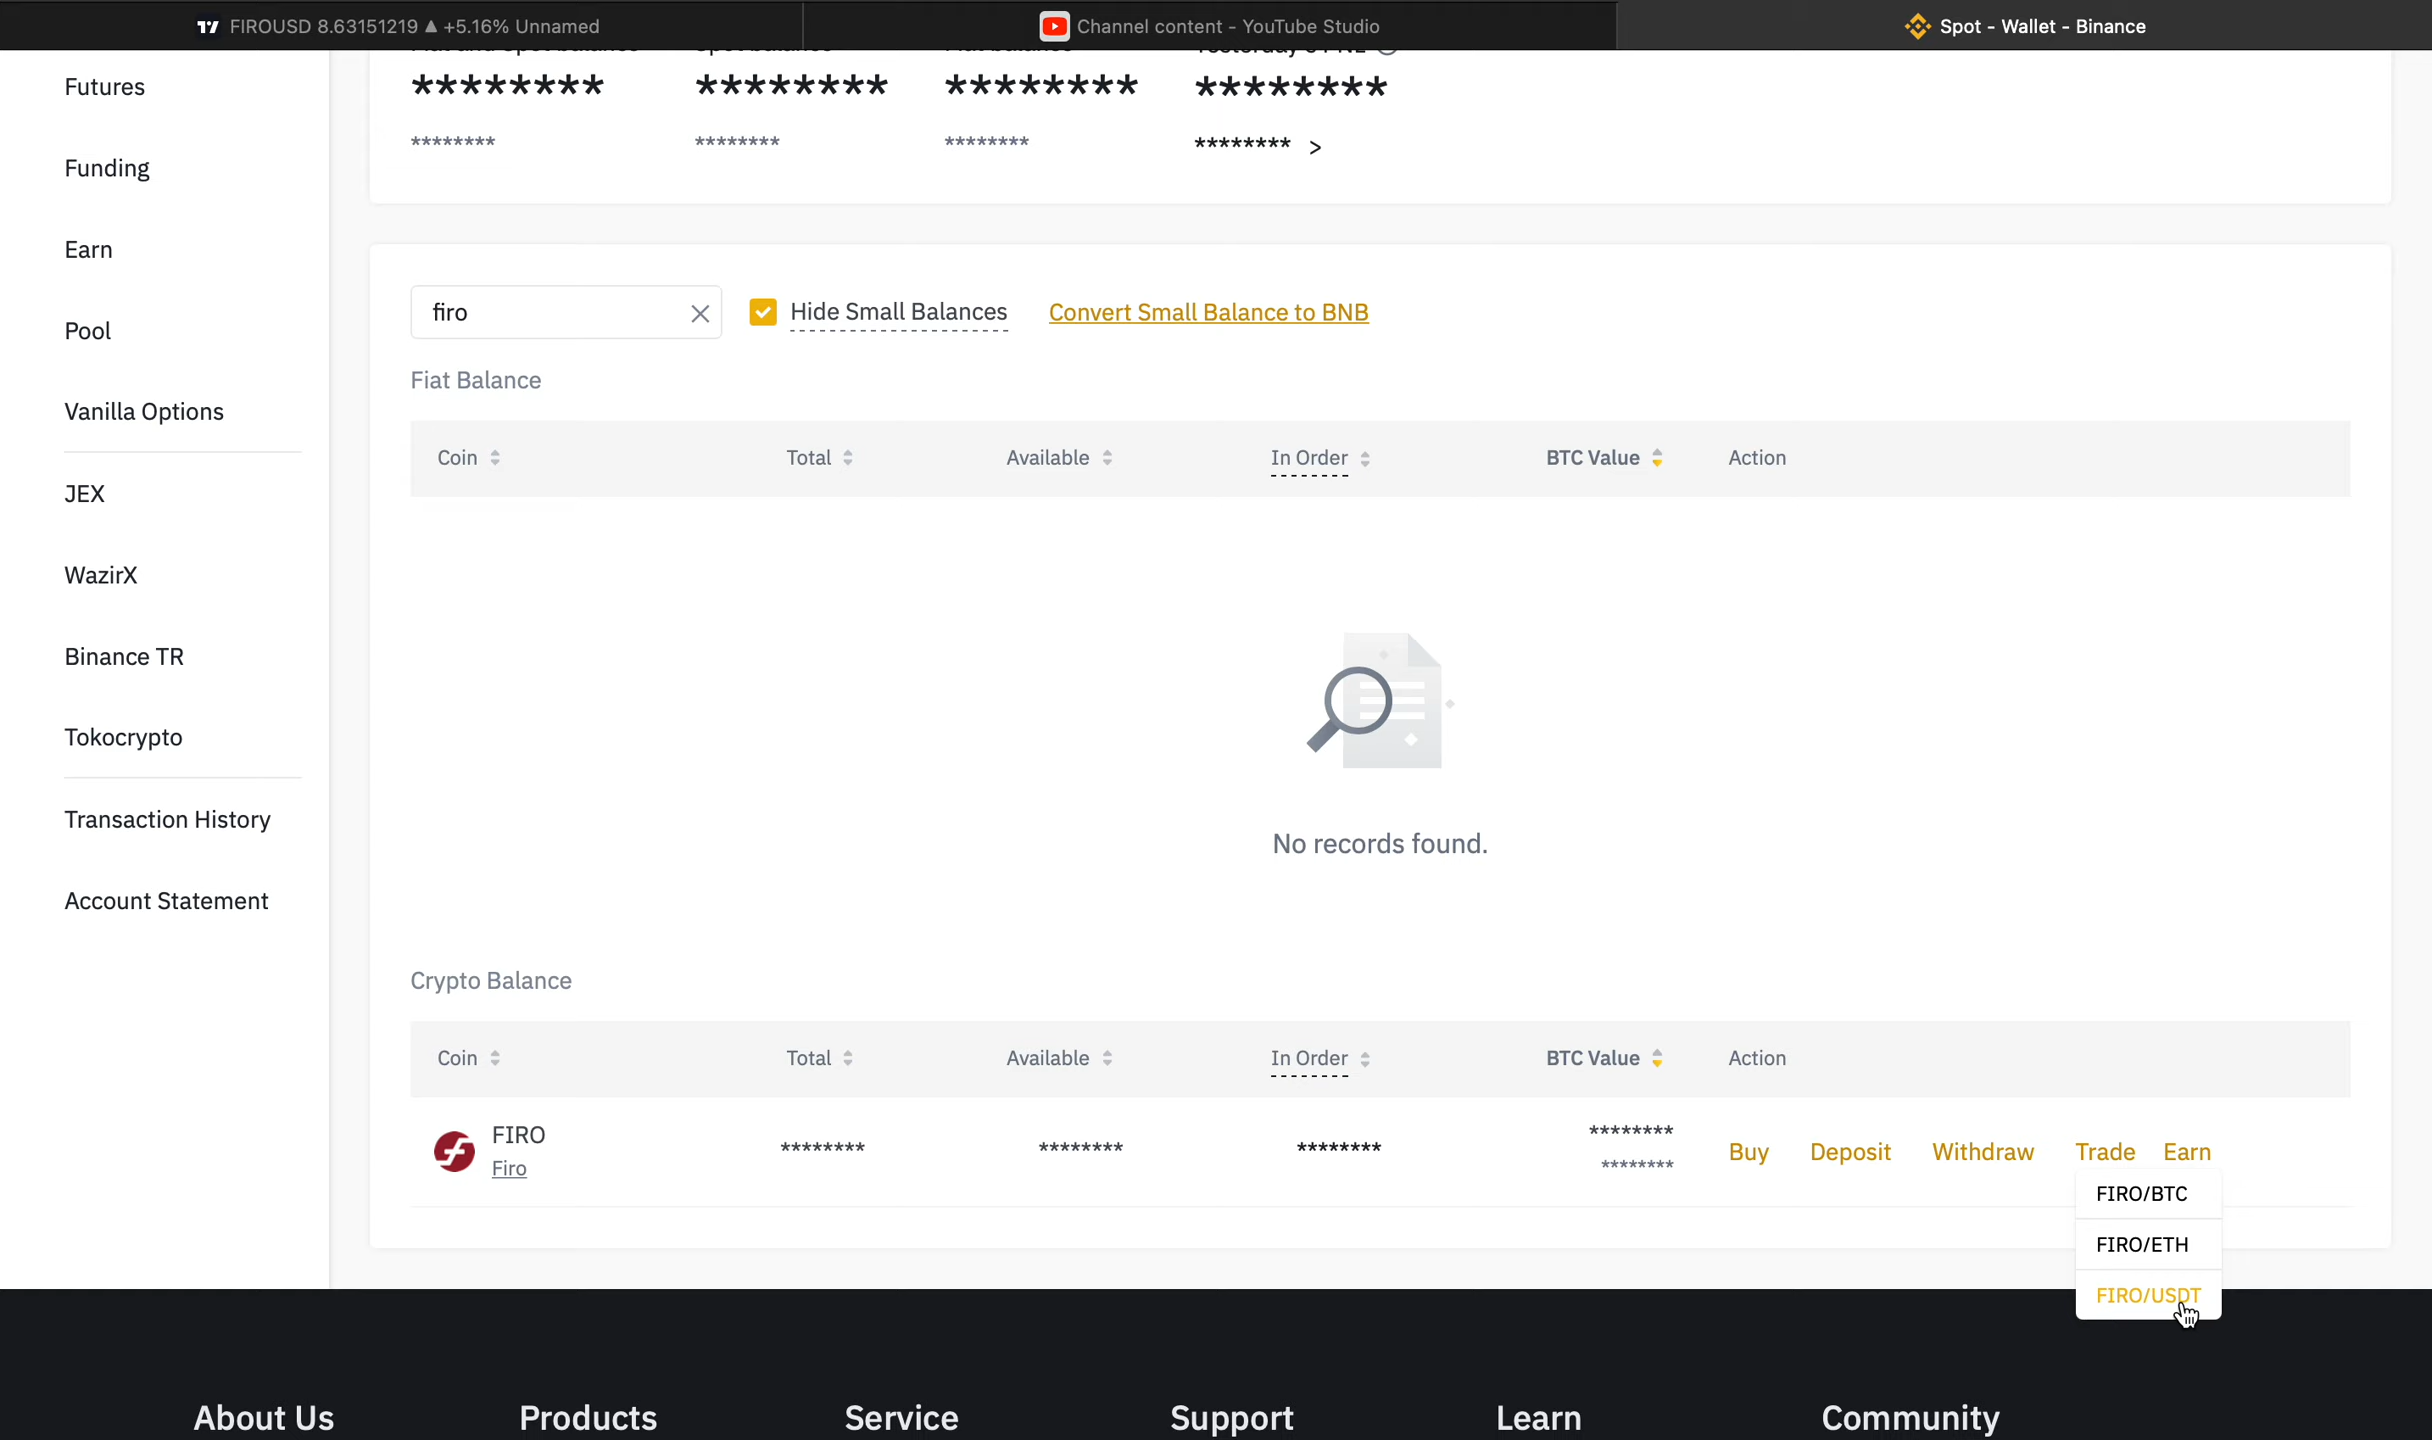 FIROUSD 8.63151219 ▲ +5.16% Unnamed
Channel content - YouTube Studio
Spot - Wallet - Binance
Futures
Funding
Earn
Pool
Vanilla Options
JEX
WazirX
Binance TR
Tokocrypto
Transaction History
Account Statement
******** ******** ******** ********
******** ******** ******** ******** >
firo
Hide Small Balances
Convert Small Balance to BNB
Fiat Balance
Coin Total Available In Order BTC Value Action
No records found.
Crypto Balance
Coin Total Available In Order BTC Value Action
FIRO
Firo
******** ******** ******** ********
********
Buy Deposit Withdraw Trade Earn
FIRO/BTC
FIRO/ETH
FIRO/USDT
About Us Products Service Support Learn Community